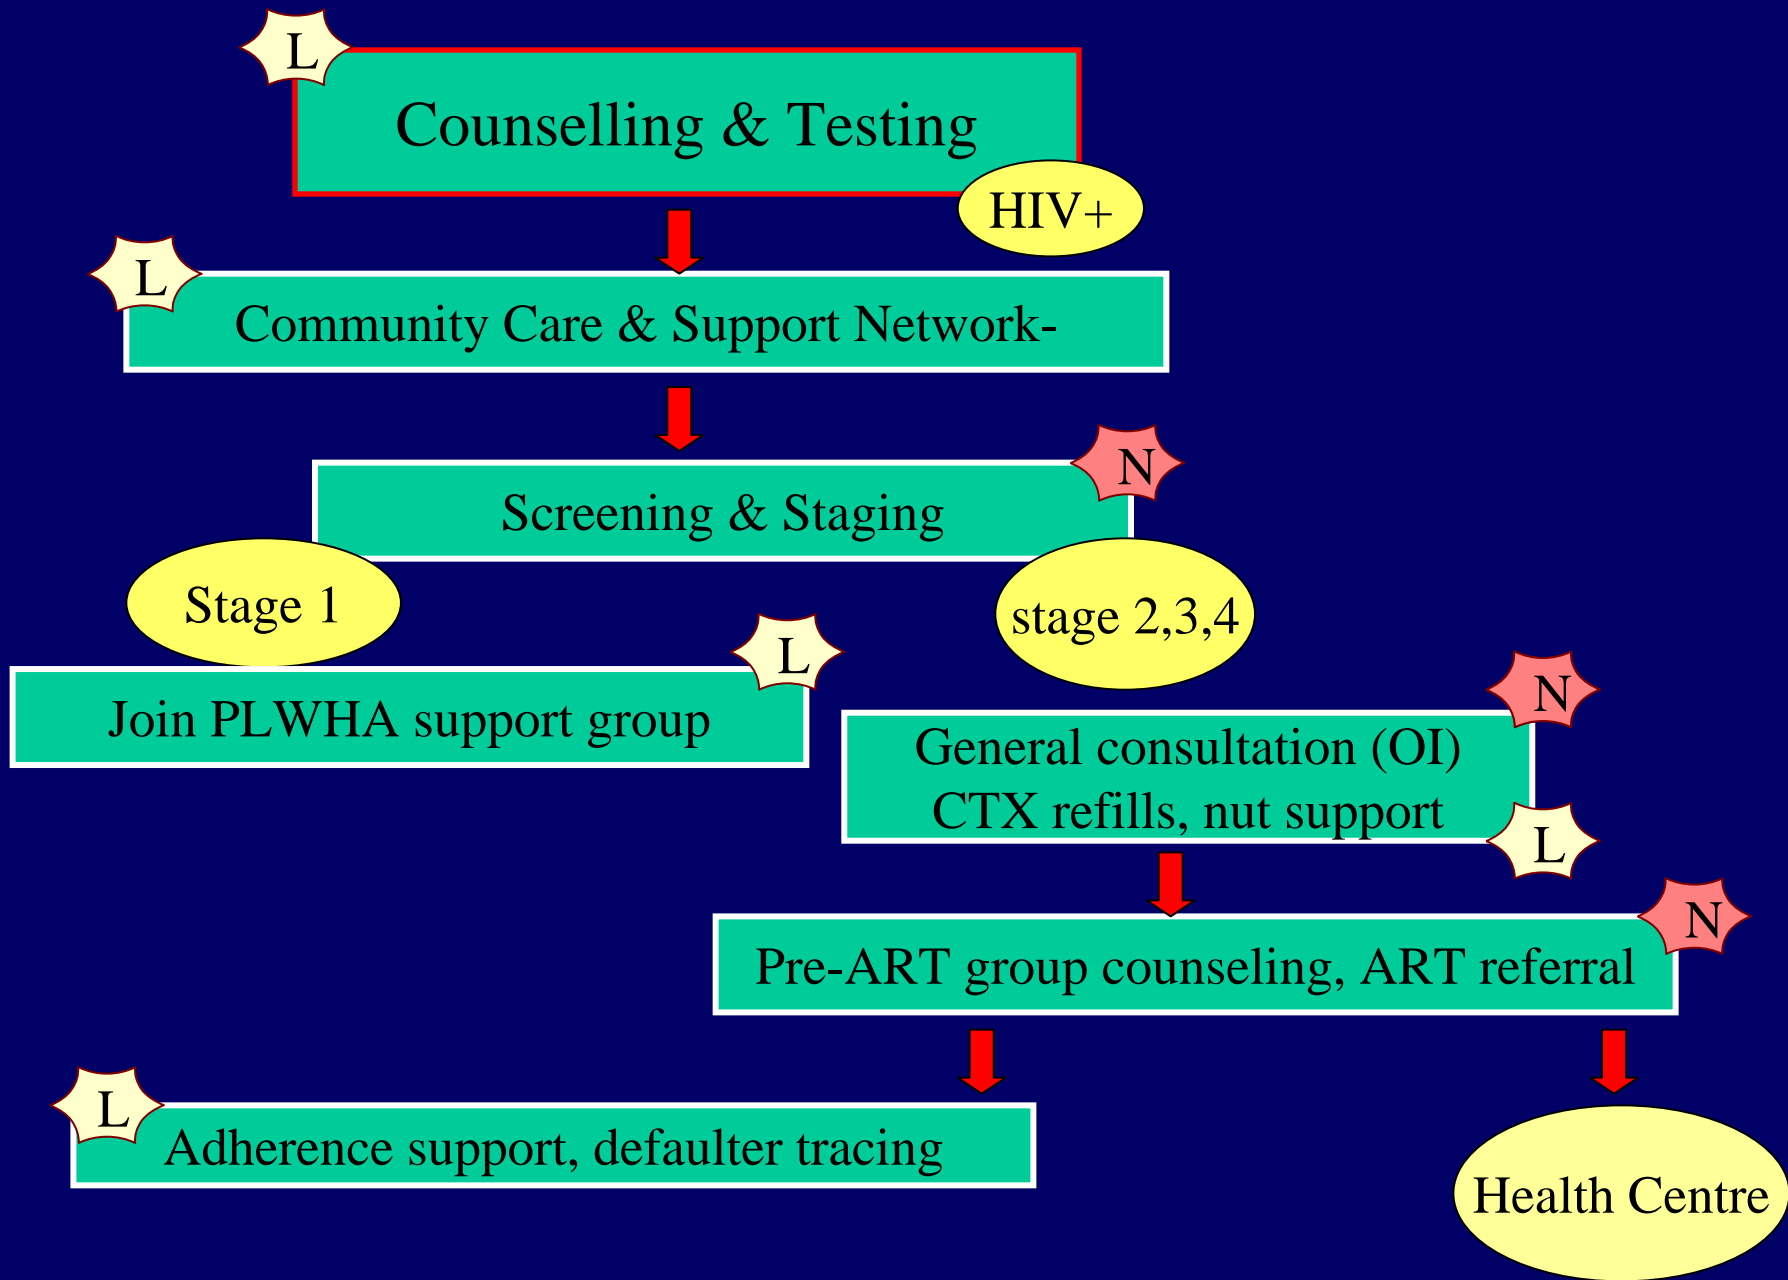 L
Counselling & Testing
HIV+
L
Community Care & Support Network-
N
Screening & Staging
Stage 1
stage 2,3,4
L
Join PLWHA support group
N
General consultation (OI)
CTX refills, nut support
L
N
Pre-ART group counseling, ART referral
L
Adherence support, defaulter tracing
Health Centre